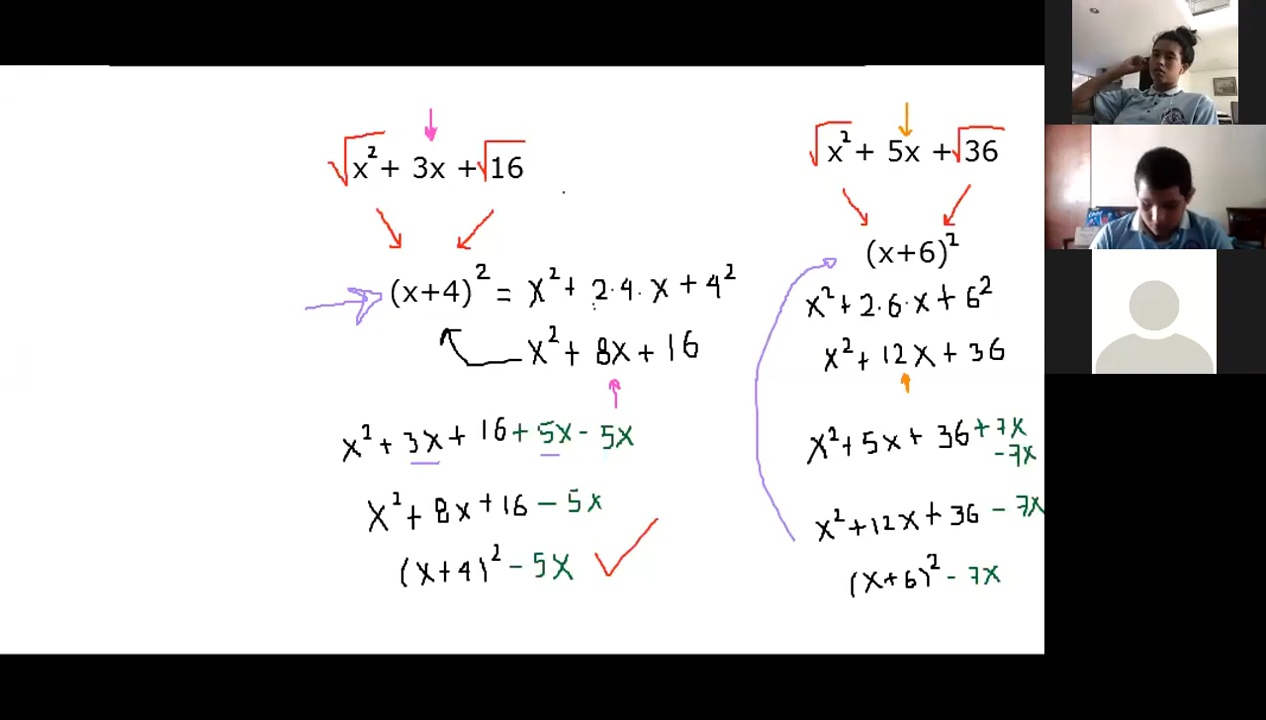 √x² + 3x + √16
(x+4)² = x² + 2·4·x + 4²
x² + 8x + 16
x² + 3x + 16 + 5x - 5x
x² + 8x + 16 - 5x
(x+4)² - 5x
√x² + 5x + √36
(x+6)²
x² + 2·6·x + 6²
x² + 12x + 36
x² + 5x + 36 + 7x
- 7x
x² + 12x + 36 - 7x
(x+6)² - 7x